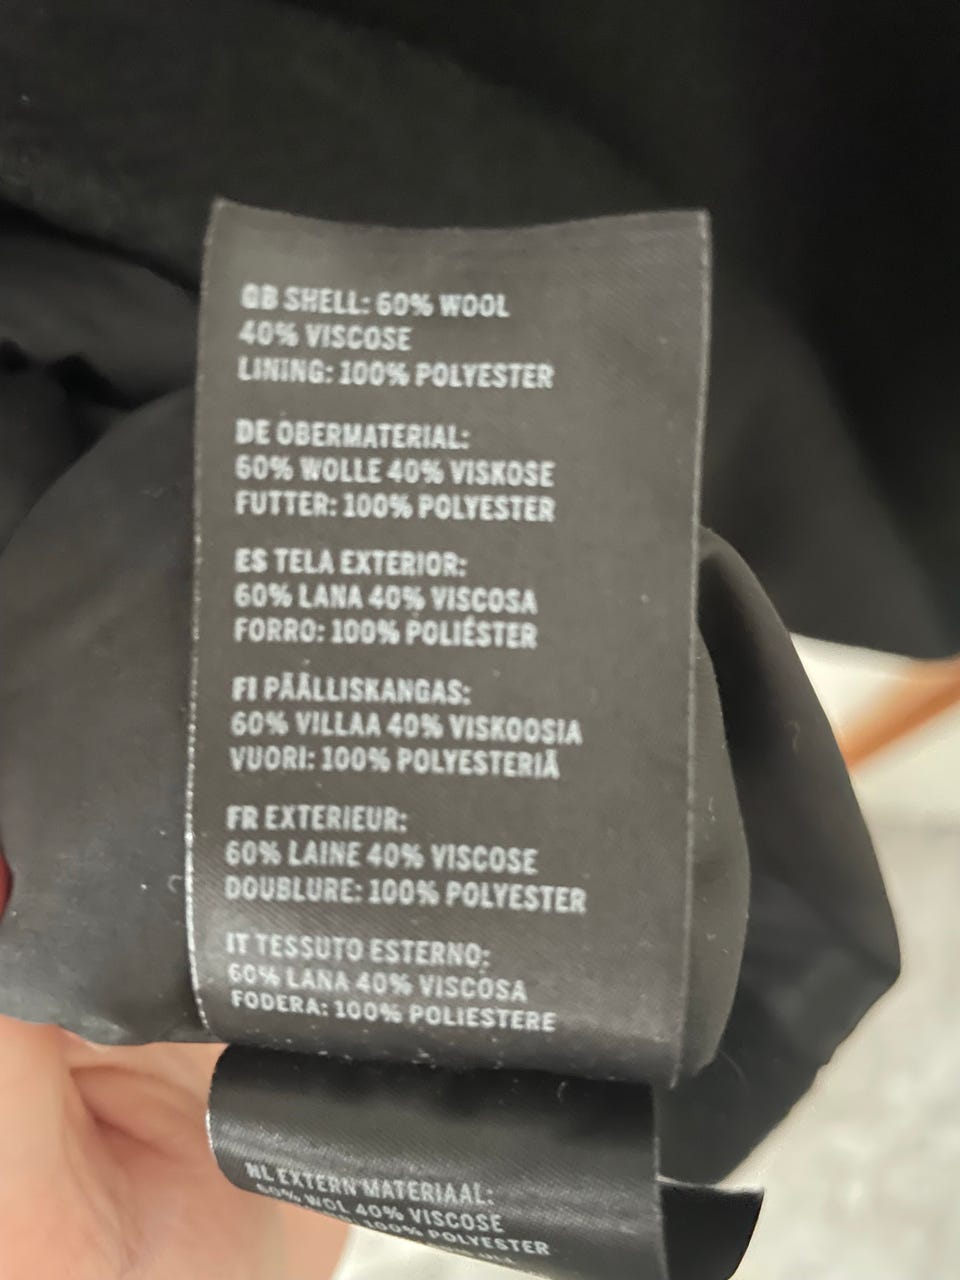 GB SHELL: 60% WOOL
40% VISCOSE
LINING: 100% POLYESTER
DE OBERMATERIAL:
60% WOLLE 40% VISKOSE
FUTTER: 100% POLYESTER
ES TELA EXTERIOR:
60% LANA 40% VISCOSA
FORRO: 100% POLIÉSTER
FI PÄÄLLISKANGAS:
60% VILLAA 40% VISKOOSIA
VUORI: 100% POLYESTERIÄ
FR EXTERIEUR:
60% LAINE 40% VISCOSE
DOUBLURE: 100% POLYESTER
IT TESSUTO ESTERNO:
60% LANA 40% VISCOSA
FODERA: 100% POLIESTERE
NL EXTERN MATERIAAL:
60% WOL 40% VISCOSE
100% POLYESTER